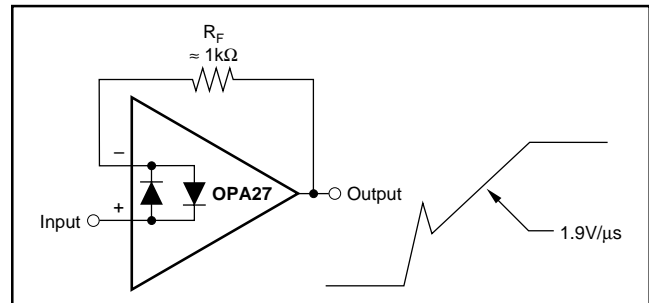 R_F
≈ 1kΩ
–
OPA27
+
Input
Output
1.9V/μs